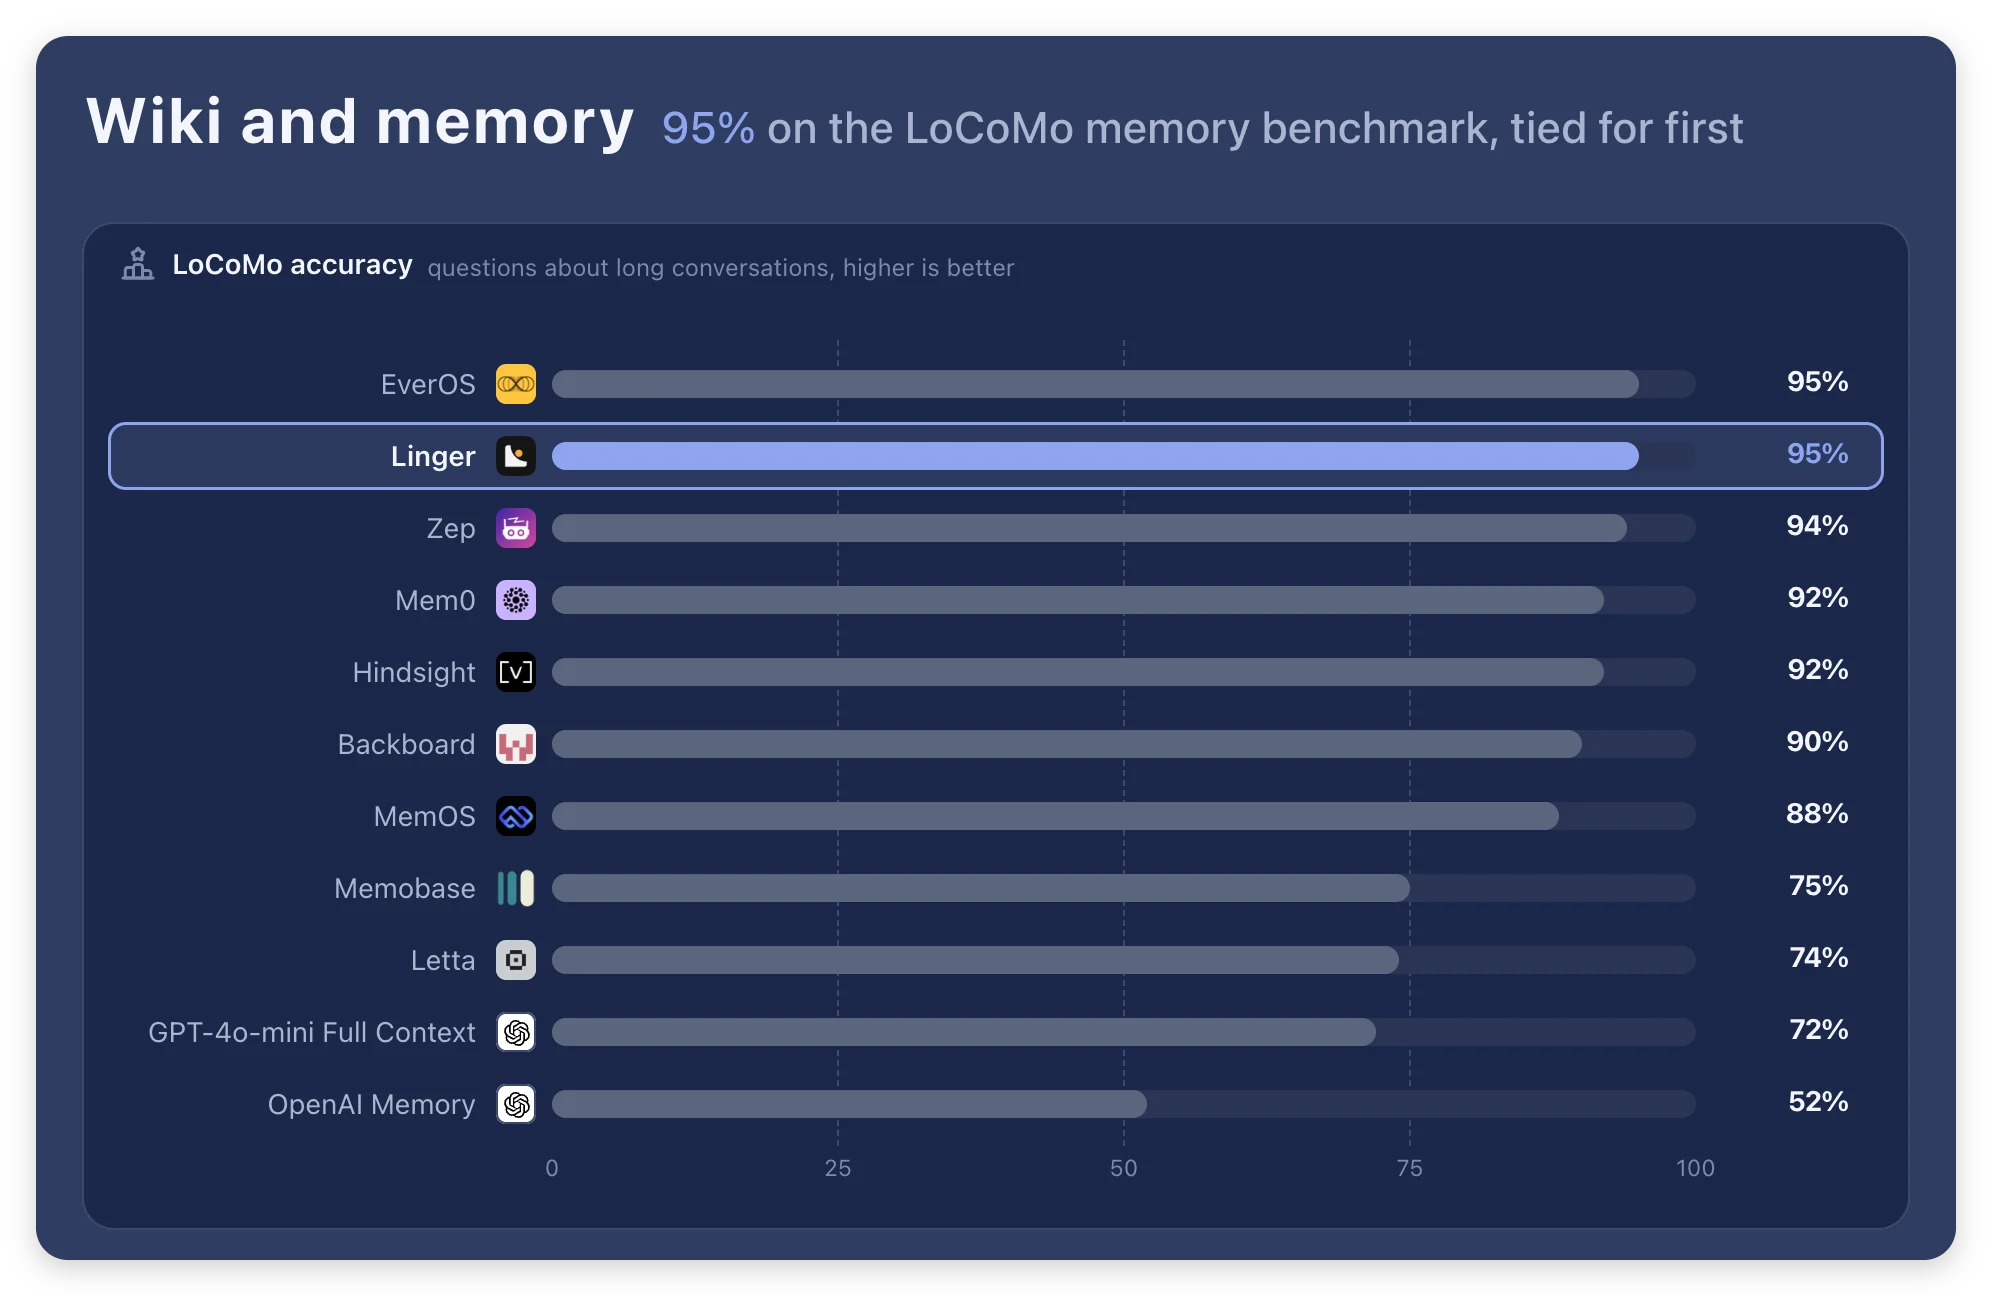 Wiki and memory 95% on the LoCoMo memory benchmark, tied for first
LoCoMo accuracy questions about long conversations, higher is better
EverOS 95%
Linger 95%
Zep 94%
Mem0 92%
Hindsight [V] 92%
Backboard 90%
MemOS 88%
Memobase 75%
Letta 74%
GPT-4o-mini Full Context 72%
OpenAI Memory 52%
0 25 50 75 100